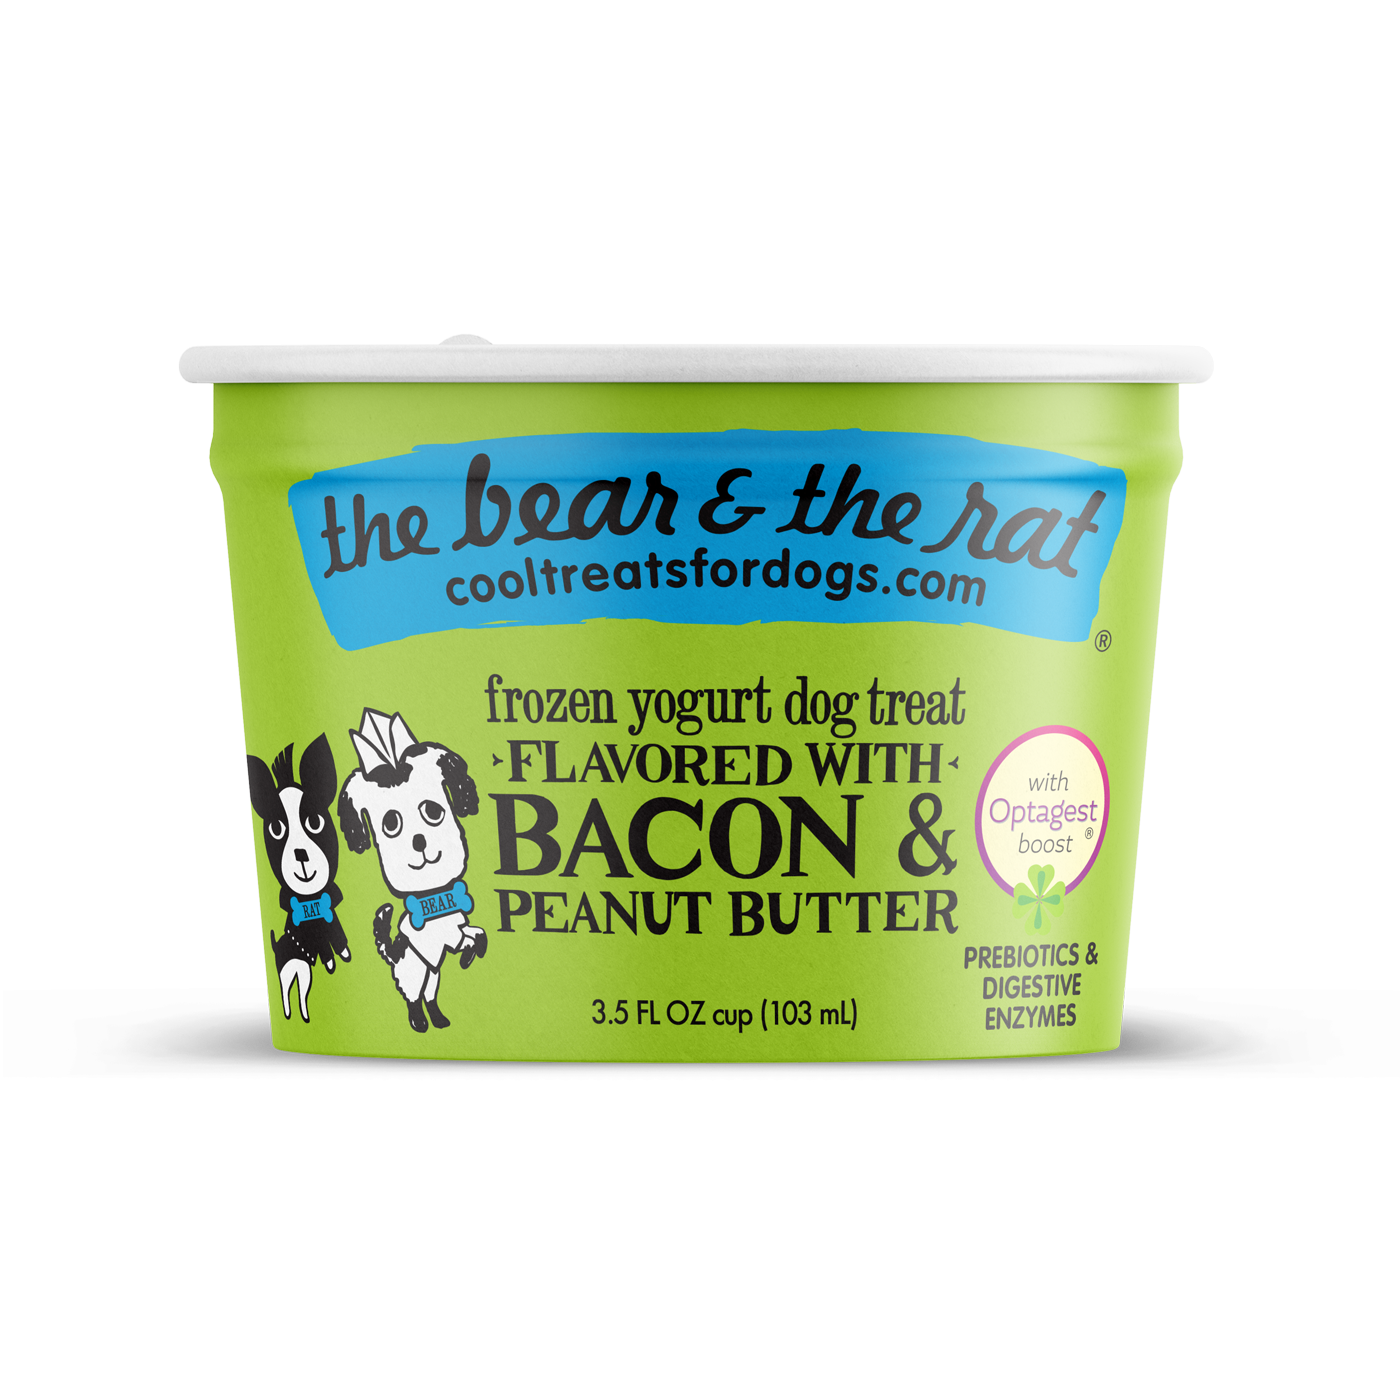 the bear & the rat
cooltreatsfordogs.com
®
frozen yogurt dog treat
FLAVORED WITH
BACON &
PEANUT BUTTER
RAT
BEAR
with
Optagest®
boost
PREBIOTICS &
DIGESTIVE
ENZYMES
3.5 FL OZ cup (103 mL)